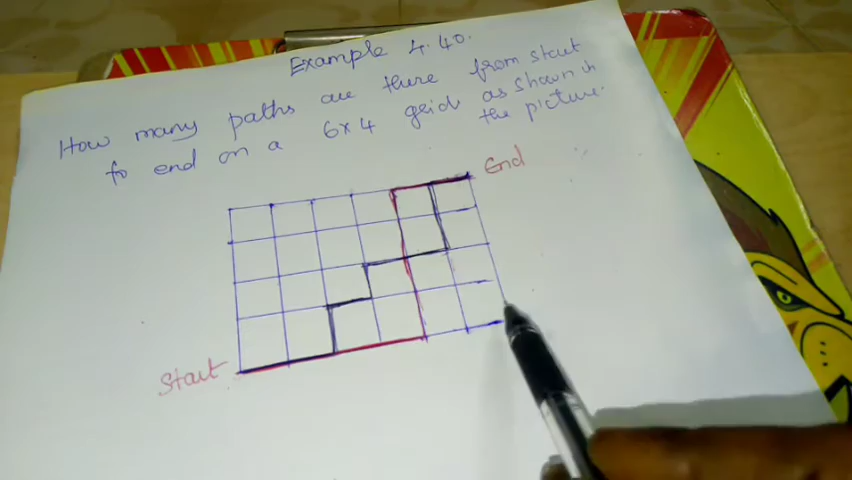 Example 4.40.
How many paths are there from start
to end on a 6x4 grid as shown in
the picture.
End
Start